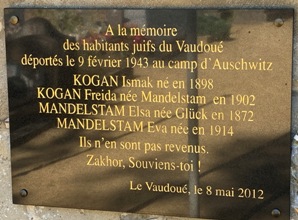 A la mémoire
des habitants juifs du Vaudoué
déportés le 9 février 1943 au camp d'Auschwitz
KOGAN Ismak né en 1898
KOGAN Freida née Mandelstam en 1902
MANDELSTAM Elsa née Glück en 1872
MANDELSTAM Eva née en 1914
Ils n'en sont pas revenus.
Zakhor, Souviens-toi !
Le Vaudoué, le 8 mai 2012